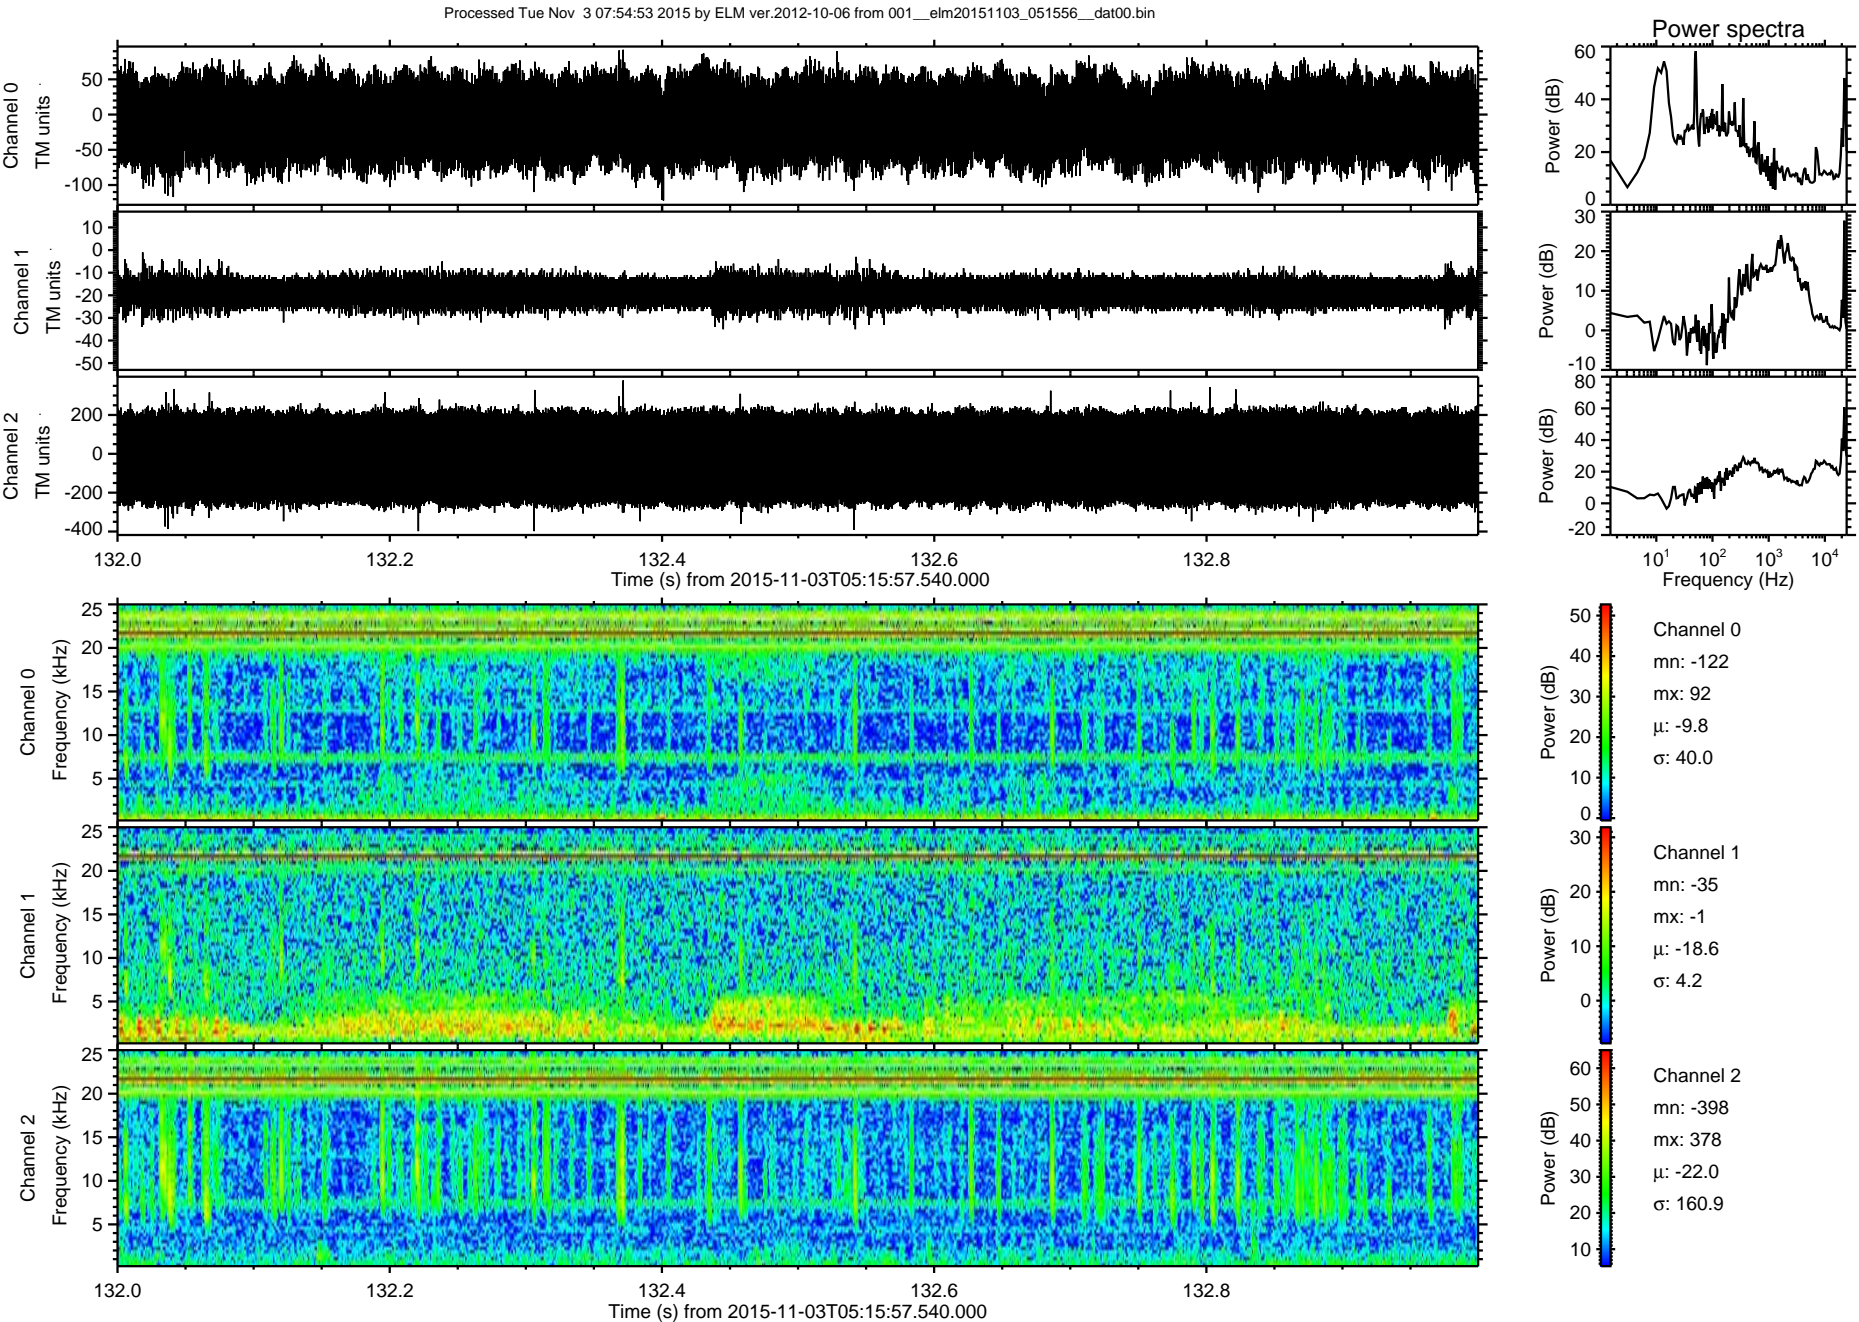 Processed Tue Nov  3 07:54:53 2015 by ELM ver.2012-10-06 from 001__elm20151103_051556__dat00.bin
Power spectra
Channel 0
TM units
50
0
-50
-100
Power (dB)
60
40
20
0
Channel 1
TM units
10
0
-10
-20
-30
-40
-50
Power (dB)
30
20
10
0
-10
Channel 2
TM units
200
0
-200
-400
Power (dB)
80
60
40
20
0
-20
132.0 132.2 132.4 132.6 132.8
Time (s) from 2015-11-03T05:15:57.540.000
10^1 10^2 10^3 10^4
Frequency (Hz)
Channel 0
Frequency (kHz)
25
20
15
10
5
Power (dB)
50
40
30
20
10
0
Channel 0
mn: -122
mx: 92
μ: -9.8
σ: 40.0
Channel 1
Frequency (kHz)
25
20
15
10
5
Power (dB)
30
20
10
0
Channel 1
mn: -35
mx: -1
μ: -18.6
σ: 4.2
Channel 2
Frequency (kHz)
25
20
15
10
5
Power (dB)
60
50
40
30
20
10
Channel 2
mn: -398
mx: 378
μ: -22.0
σ: 160.9
132.0 132.2 132.4 132.6 132.8
Time (s) from 2015-11-03T05:15:57.540.000